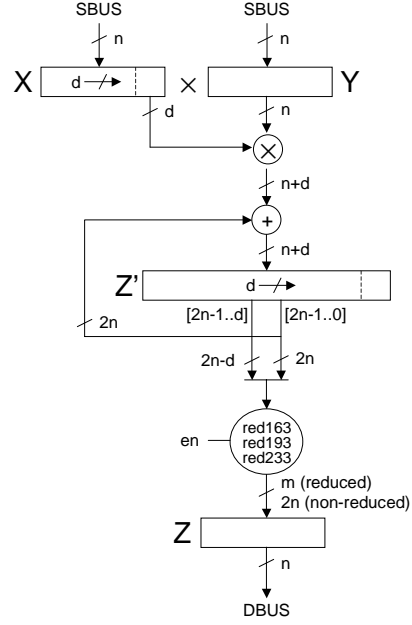 SBUS SBUS
n n
X d × Y
d n
×
n+d
+
n+d
Z’ d
[2n-1..d] [2n-1..0]
2n
2n-d 2n
en red163
red193
red233
m (reduced)
2n (non-reduced)
Z
n
DBUS